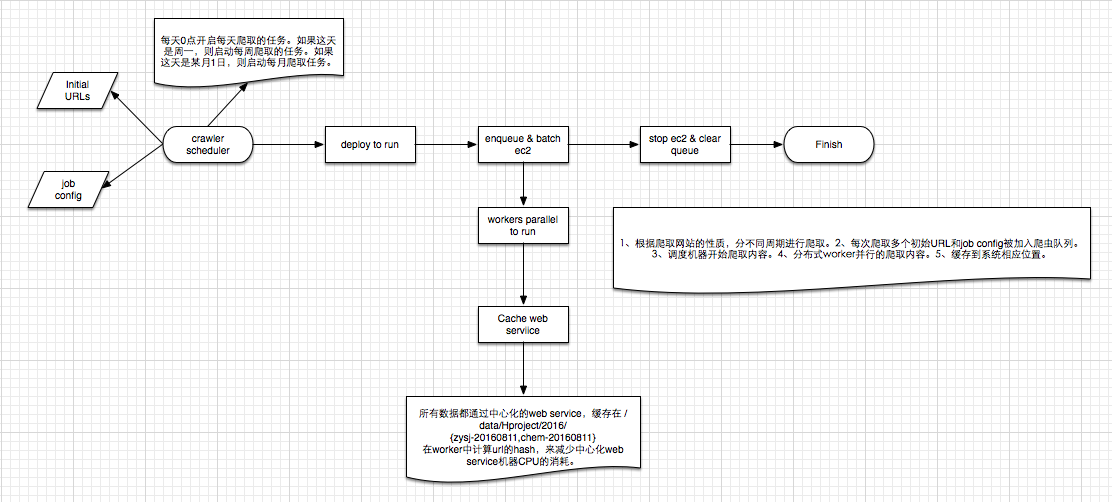 每天0点开启每天爬取的任务。如果这天
是周一，则启动每周爬取的任务。如果
这天是某月1日，则启动每月爬取任务。
Initial
URLs
crawler
scheduler
deploy to run
enqueue & batch
ec2
stop ec2 & clear
queue
Finish
job
config
workers parallel
to run
1、根据爬取网站的性质，分不同周期进行爬取。2、每次爬取多个初始URL和job config被加入爬虫队列。
3、调度机器开始爬取内容。4、分布式worker并行的爬取内容。5、缓存到系统相应位置。
Cache web
serviice
所有数据都通过中心化的web service，缓存在 /
data/Hproject/2016/
{zysj-20160811,chem-20160811}
在worker中计算url的hash，来减少中心化web
service机器CPU的消耗。